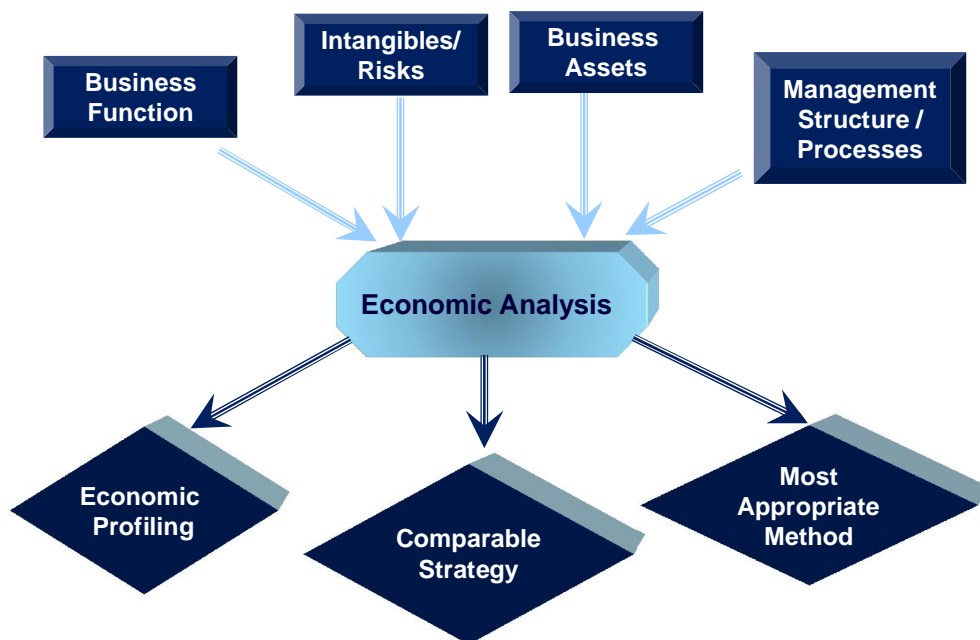 Business
Function
Intangibles/
Risks
Business
Assets
Management
Structure /
Processes
Economic Analysis
Economic
Profiling
Comparable
Strategy
Most
Appropriate
Method